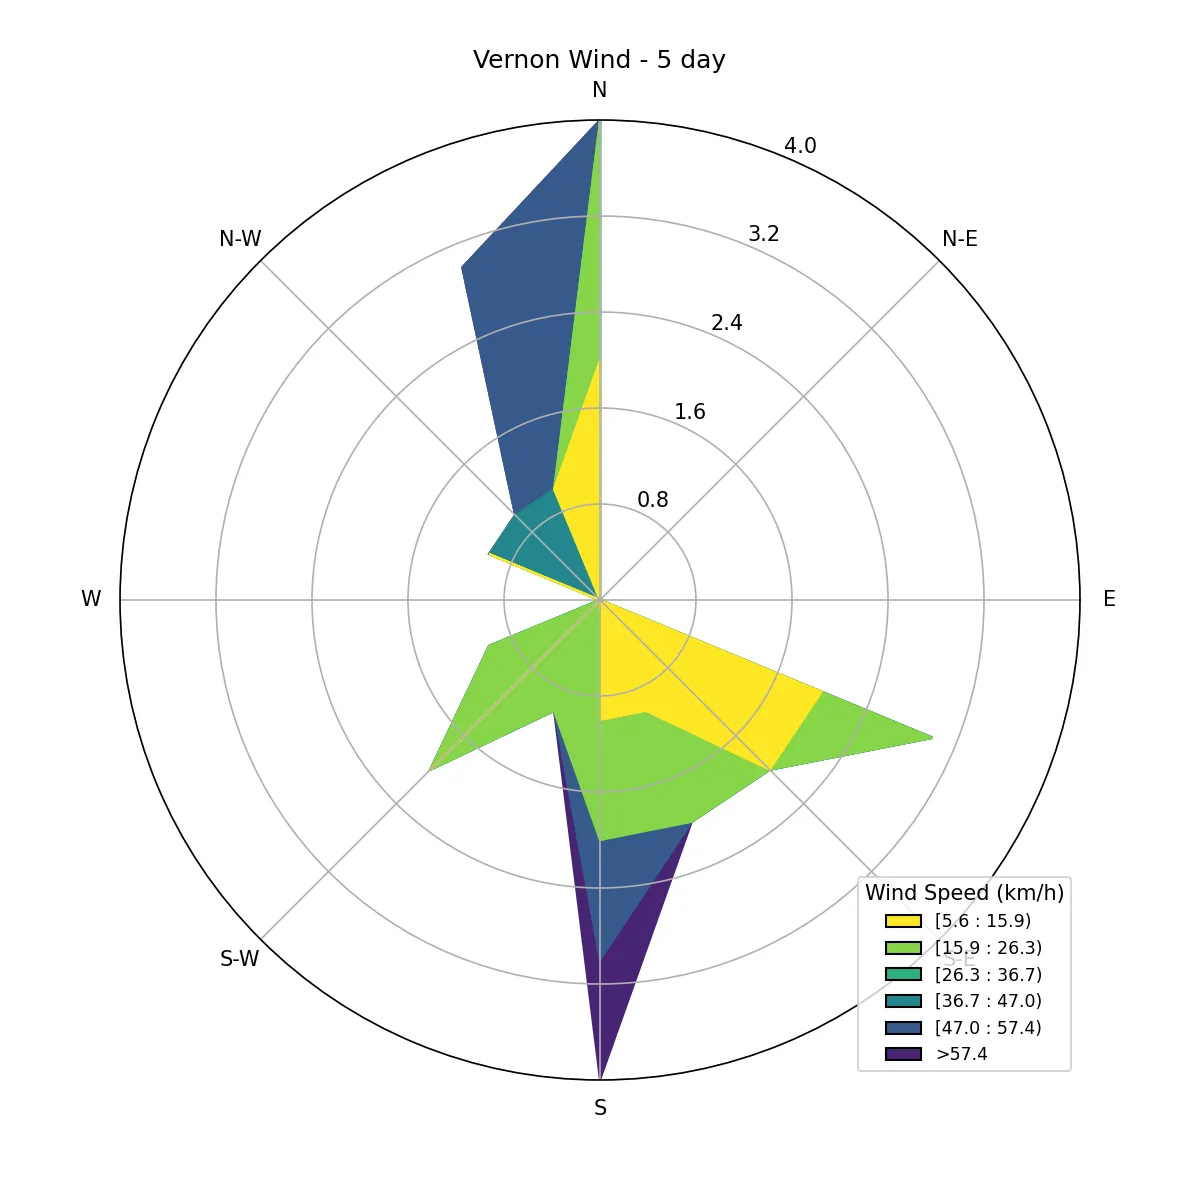 Vernon Wind - 5 day
N
4.0
N-W
3.2
N-E
2.4
1.6
0.8
W
E
Wind Speed (km/h)
[5.6 : 15.9)
[15.9 : 26.3)
S-W
S-E
[26.3 : 36.7)
[36.7 : 47.0)
[47.0 : 57.4)
>57.4
S